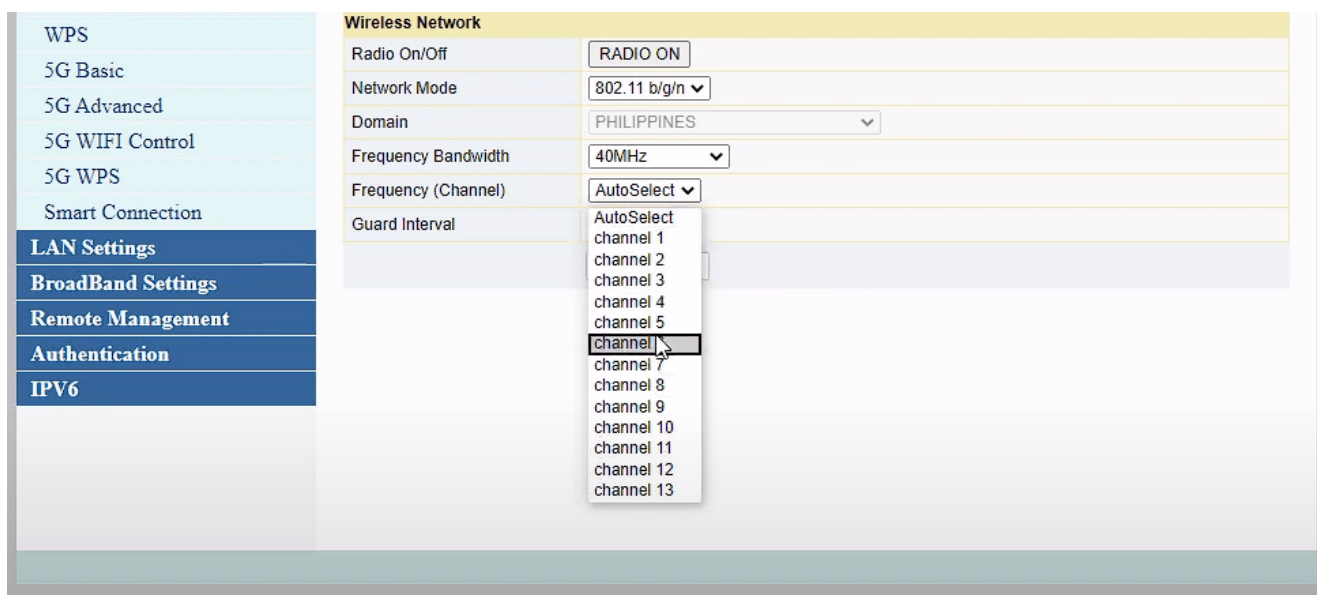 WPS
5G Basic
5G Advanced
5G WIFI Control
5G WPS
Smart Connection
LAN Settings
BroadBand Settings
Remote Management
Authentication
IPV6
Wireless Network
Radio On/Off RADIO ON
Network Mode 802.11 b/g/n
Domain PHILIPPINES
Frequency Bandwidth 40MHz
Frequency (Channel) AutoSelect
Guard Interval
AutoSelect
channel 1
channel 2
channel 3
channel 4
channel 5
channel
channel 7
channel 8
channel 9
channel 10
channel 11
channel 12
channel 13